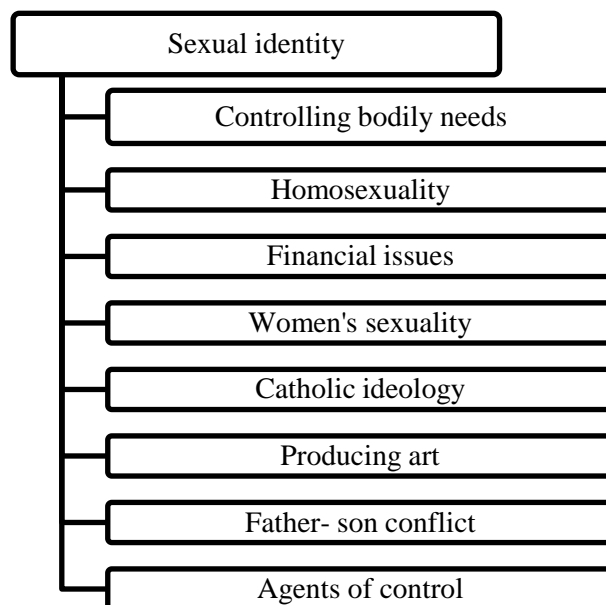 Sexual identity
Controlling bodily needs
Homosexuality
Financial issues
Women's sexuality
Catholic ideology
Producing art
Father- son conflict
Agents of control